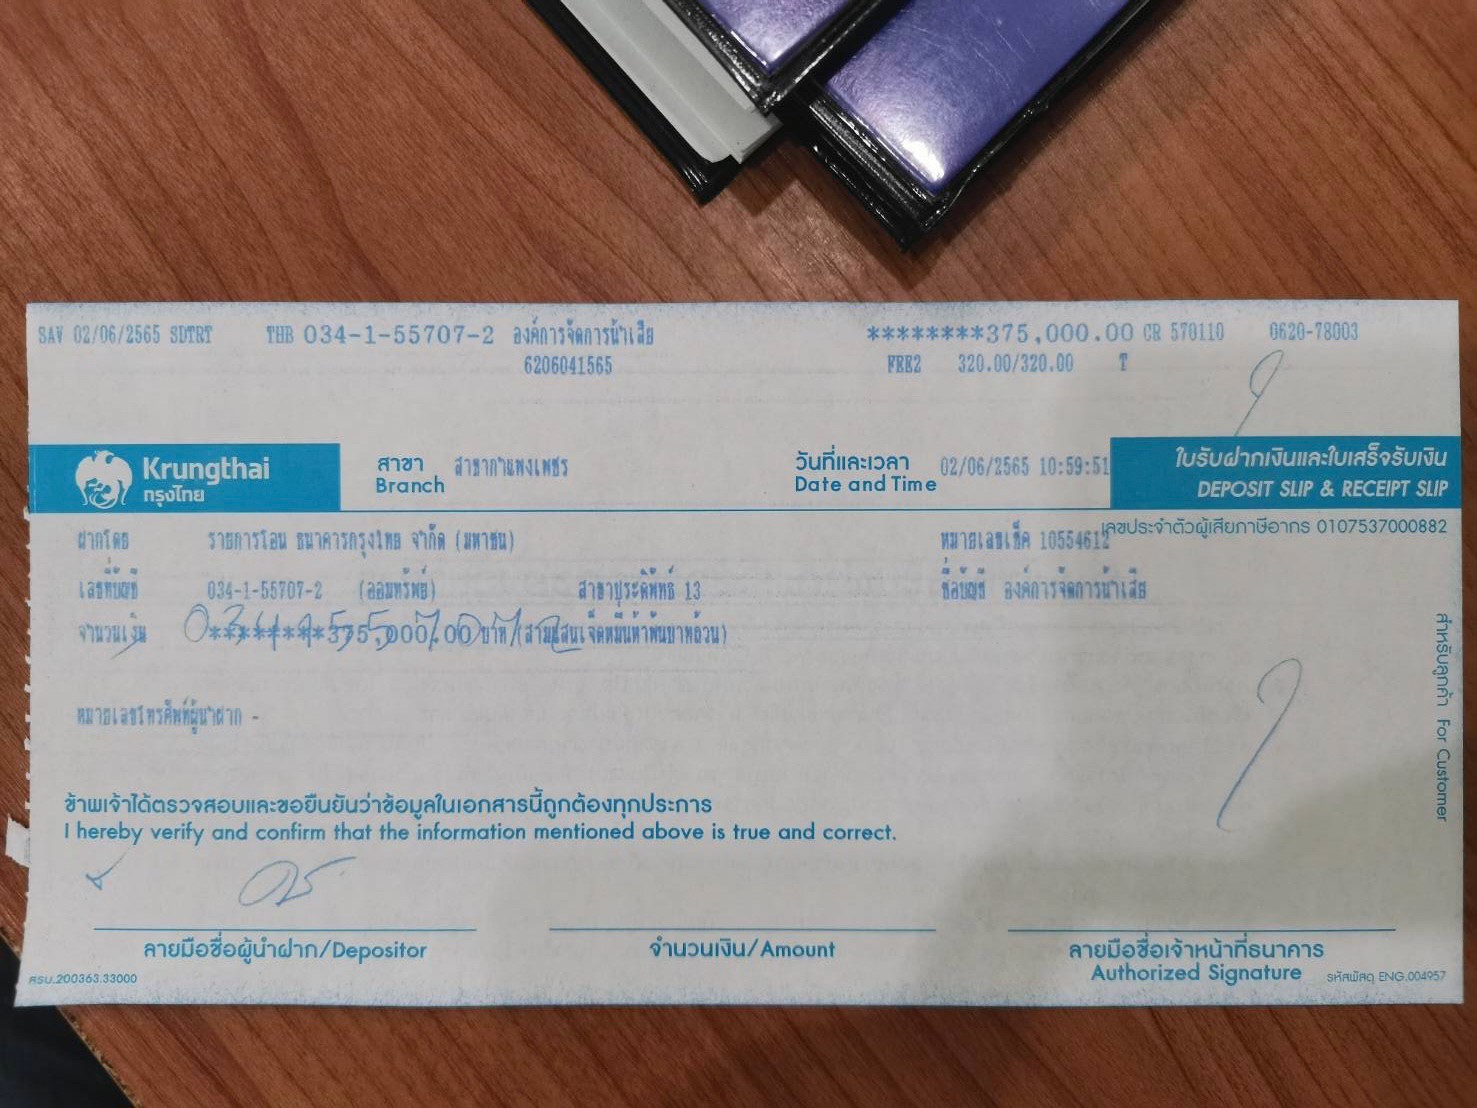 SAV 02/06/2565 SDTRT THB 034-1-55707-2 องค์การจัดการน้ำเสีย ********375,000.00 CR 570110 0620-78003
6206041565 FEE2 320.00/320.00 T
Krungthai
กรุงไทย
สาขา สาขากำแพงเพชร
Branch
วันที่และเวลา 02/06/2565 10:59:51
Date and Time
ใบรับฝากเงินและใบเสร็จรับเงิน
DEPOSIT SLIP & RECEIPT SLIP
เลขประจำตัวผู้เสียภาษีอากร 0107537000882
ฝากโดย รายการโอน ธนาคารกรุงไทย จำกัด (มหาชน) หมายเลขเช็ค 10554612
เลขที่บัญชี 034-1-55707-2 (ออมทรัพย์) สาขาประดิพัทธ์ 13 ชื่อบัญชี องค์การจัดการน้ำเสีย
จำนวนเงิน ********375,000.00 บาท (สามแสนเจ็ดหมื่นห้าพันบาทถ้วน)
0341557072
หมายเลขโทรศัพท์ผู้นำฝาก -
สำหรับลูกค้า For Customer
ข้าพเจ้าได้ตรวจสอบและขอยืนยันว่าข้อมูลในเอกสารนี้ถูกต้องทุกประการ
I hereby verify and confirm that the information mentioned above is true and correct.
ลายมือชื่อผู้นำฝาก/Depositor
จำนวนเงิน/Amount
ลายมือชื่อเจ้าหน้าที่ธนาคาร
Authorized Signature
สรบ.200363.33000
รหัสพัสดุ ENG.004957